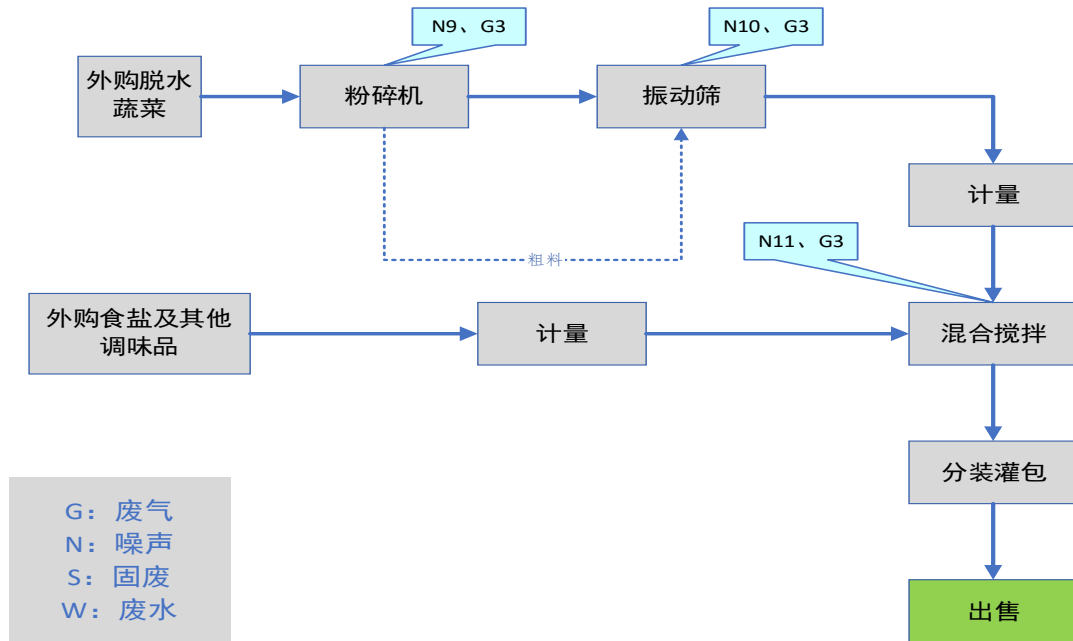 N9、G3
N10、G3
外购脱水
蔬菜
粉碎机
振动筛
计量
N11、G3
粗料
外购食盐及其他
调味品
计量
混合搅拌
分装灌包
G：废气
N：噪声
S：固废
W：废水
出售